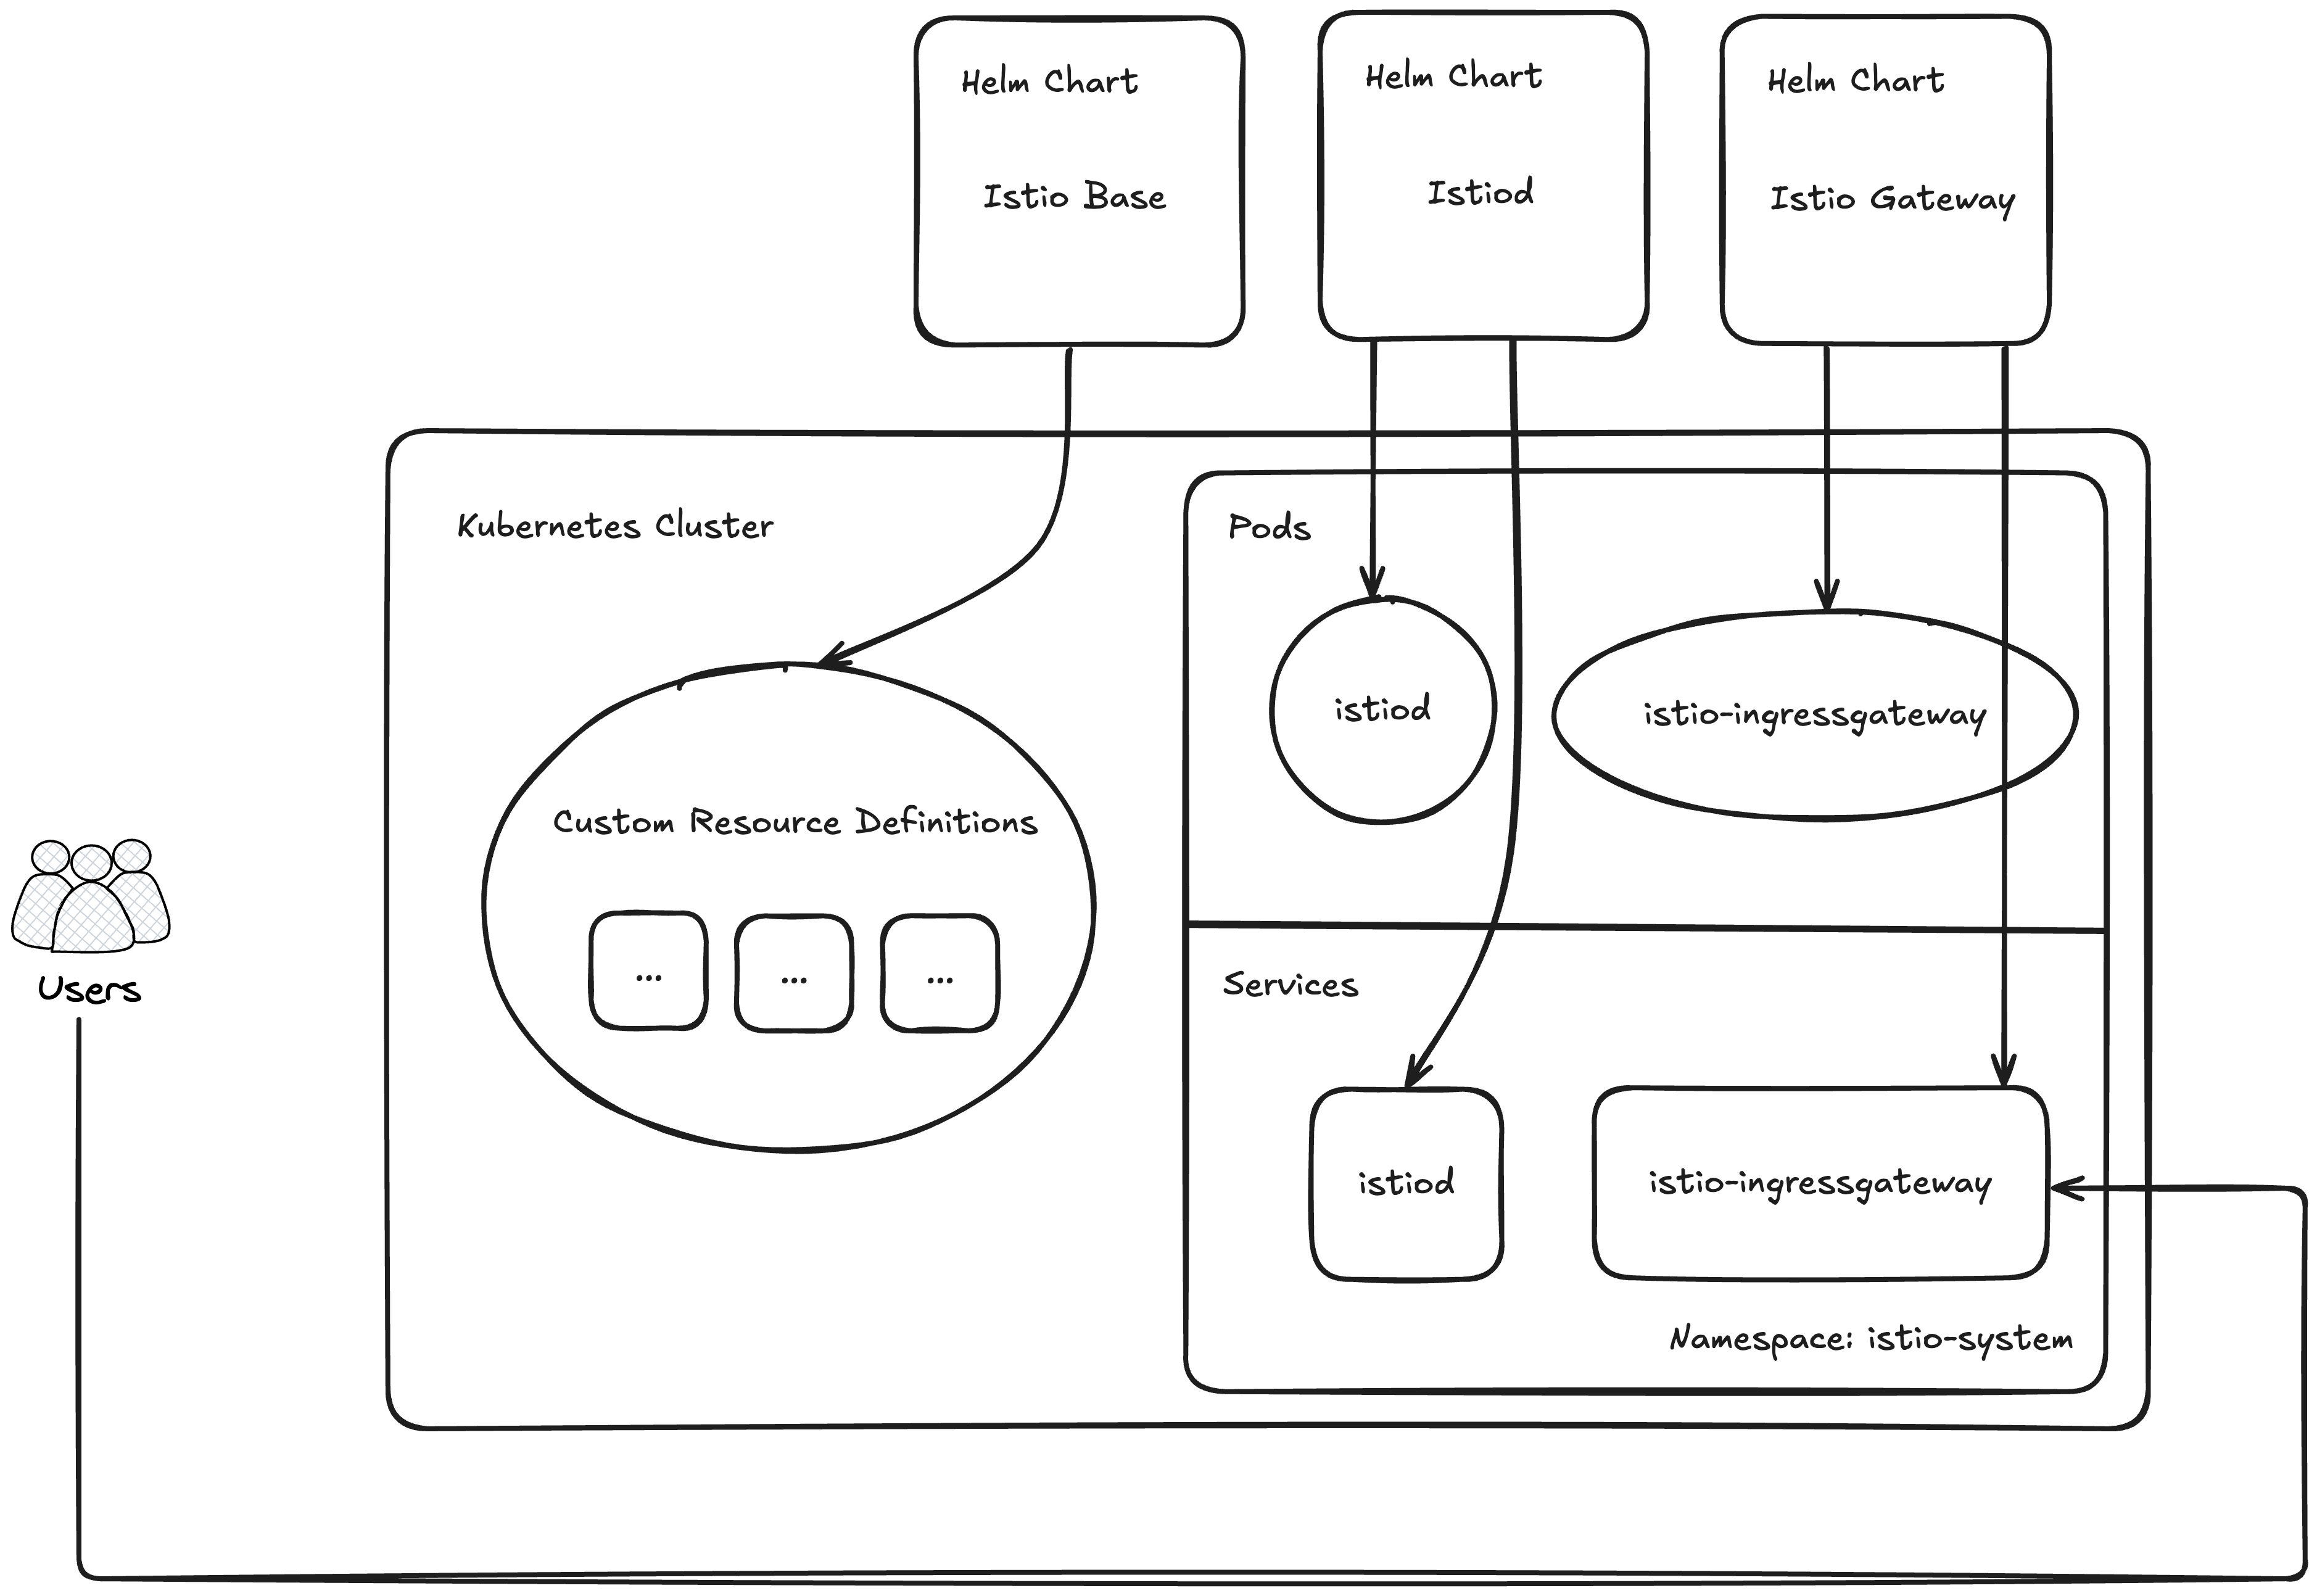 Helm Chart
Istio Base
Helm Chart
Istiod
Helm Chart
Istio Gateway
Kubernetes Cluster
Custom Resource Definitions
...
...
...
Pods
istiod
istio-ingressgateway
Services
istiod
istio-ingressgateway
Namespace: istio-system
Users